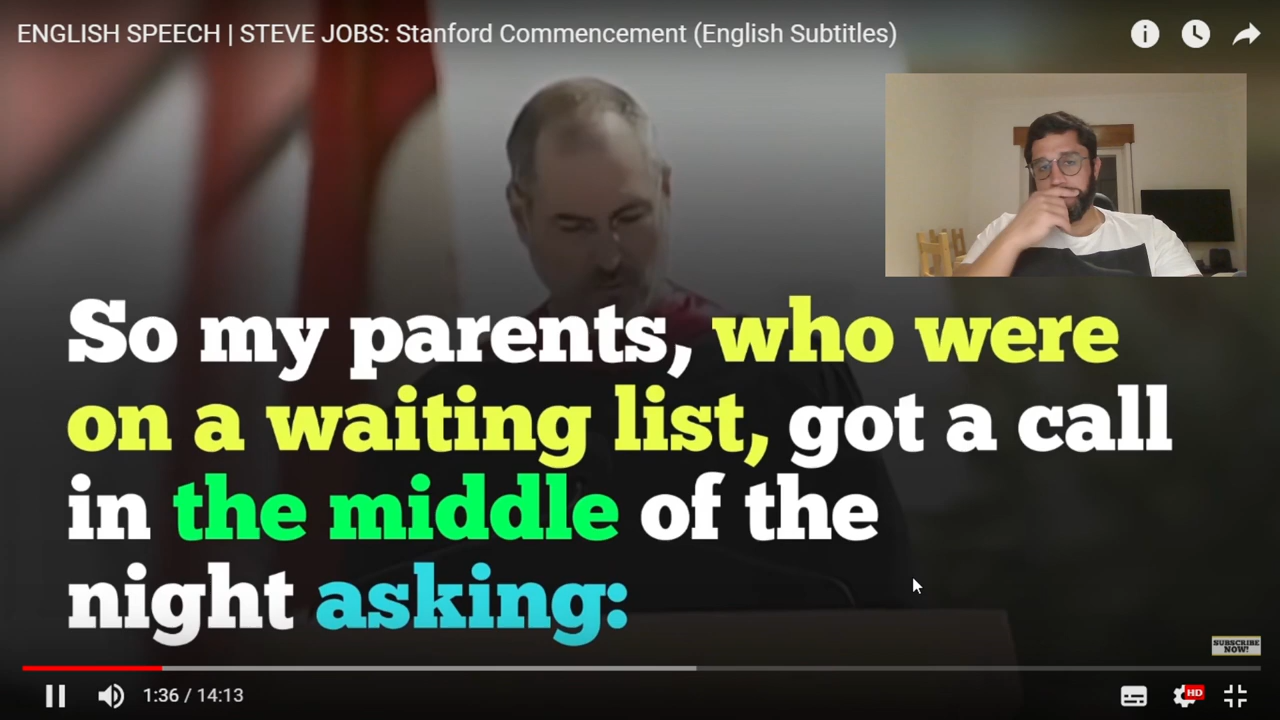 ENGLISH SPEECH | STEVE JOBS: Stanford Commencement (English Subtitles)
So my parents, who were
on a waiting list, got a call
in the middle of the
night asking:
SUBSCRIBE
NOW!
1:36 / 14:13
HD